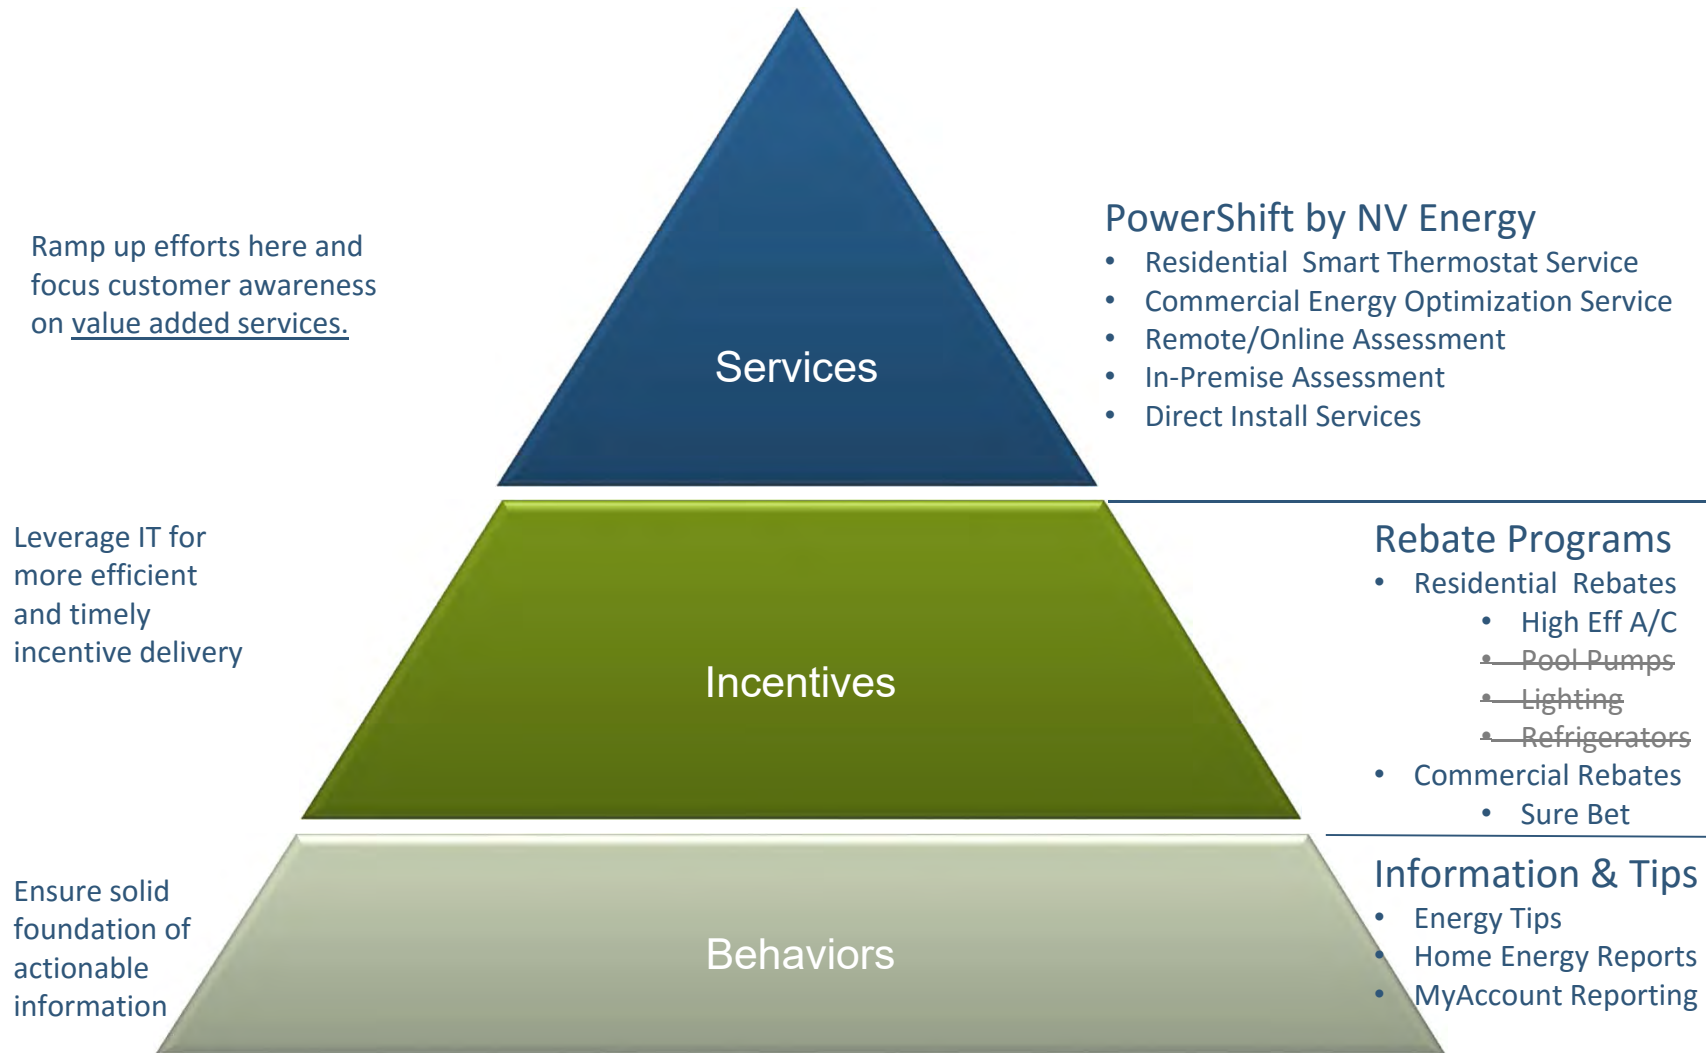 Ramp up efforts here and
focus customer awareness
on value added services.
Services
PowerShift by NV Energy
• Residential Smart Thermostat Service
• Commercial Energy Optimization Service
• Remote/Online Assessment
• In-Premise Assessment
• Direct Install Services
Leverage IT for
more efficient
and timely
incentive delivery
Incentives
Rebate Programs
• Residential Rebates
• High Eff A/C
• Pool Pumps
• Lighting
• Refrigerators
• Commercial Rebates
• Sure Bet
Ensure solid
foundation of
actionable
information
Behaviors
Information & Tips
• Energy Tips
• Home Energy Reports
• MyAccount Reporting